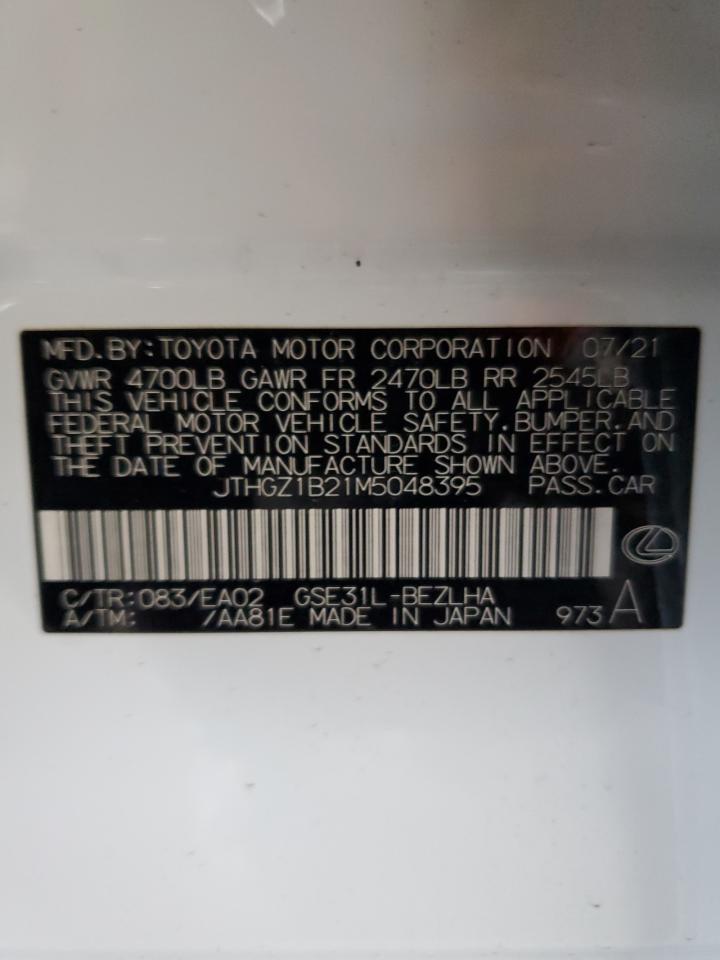 MFD.BY:TOYOTA MOTOR CORPORATION 07/21
GVWR 4700LB GAWR FR 2470LB RR 2545LB
THIS VEHICLE CONFORMS TO ALL APPLICABLE
FEDERAL MOTOR VEHICLE SAFETY.BUMPER.AND
THEFT PREVENTION STANDARDS IN EFFECT ON
THE DATE OF MANUFACTURE SHOWN ABOVE.
JTHGZ1B21M5048395 PASS.CAR
C/TR:083/EA02 GSE31L-BEZLHA
A/TM: /AA81E MADE IN JAPAN 973 A